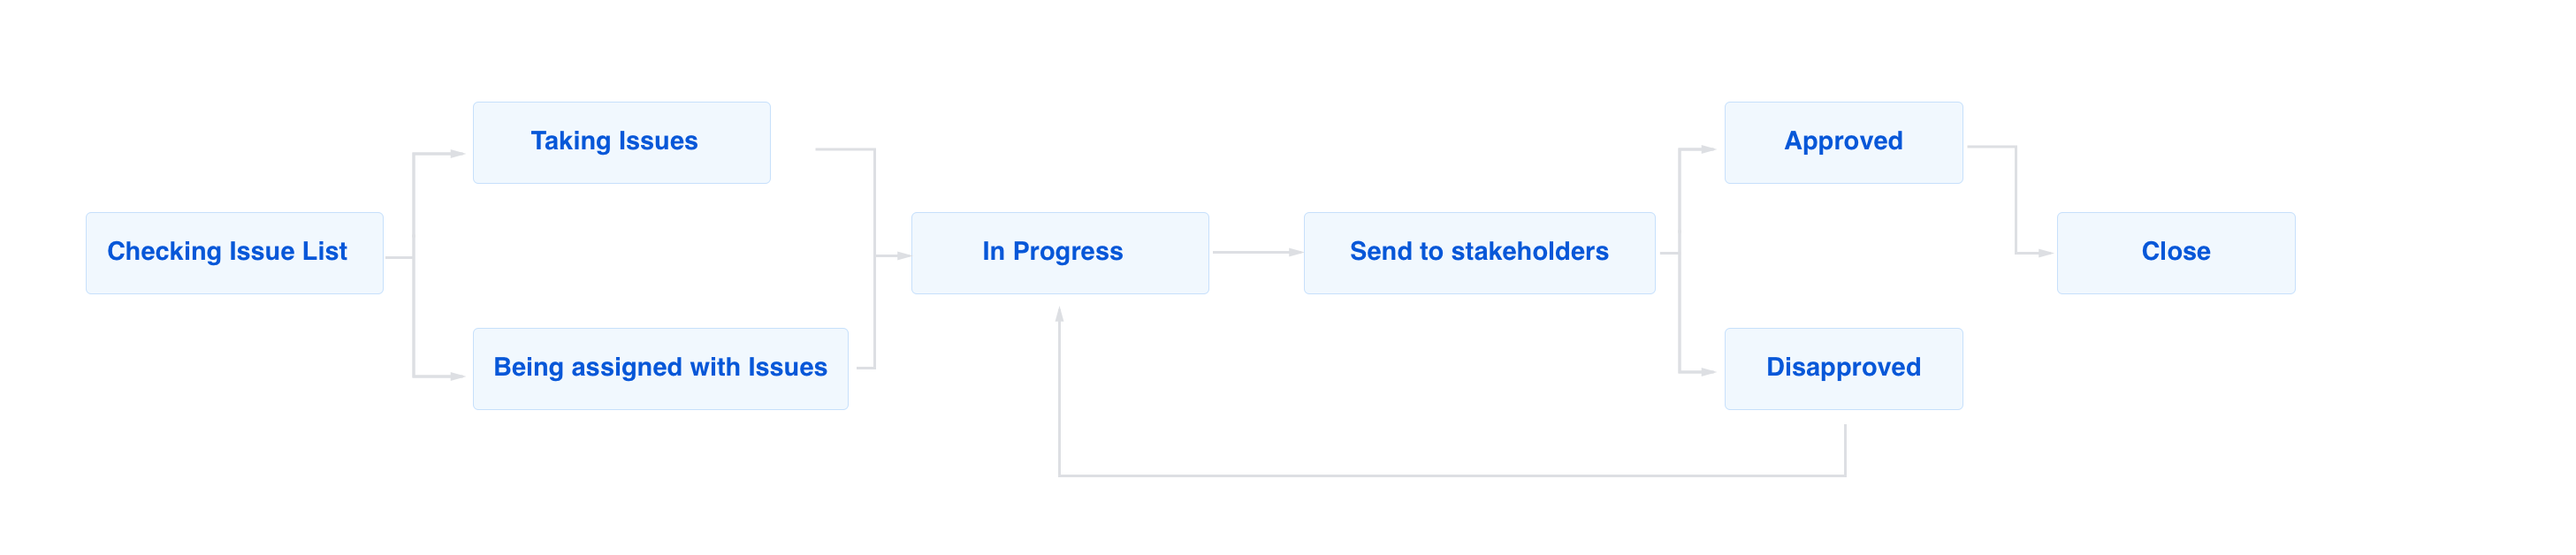 Checking Issue List
Taking Issues
Being assigned with Issues
In Progress
Send to stakeholders
Approved
Disapproved
Close